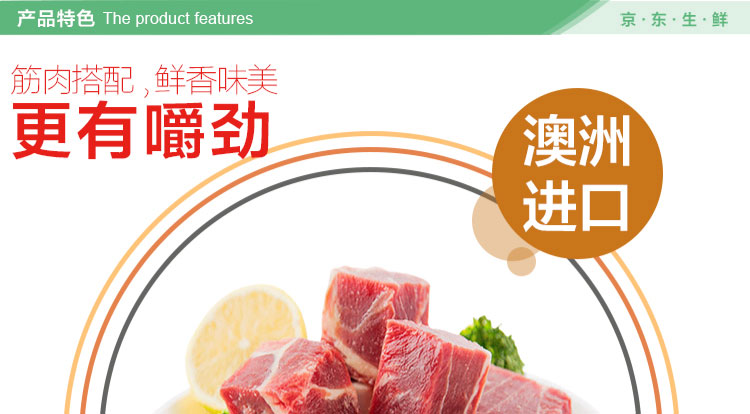 产品特色 The product features
京·东·生·鲜
筋肉搭配,鲜香味美
更有嚼劲
澳洲
进口